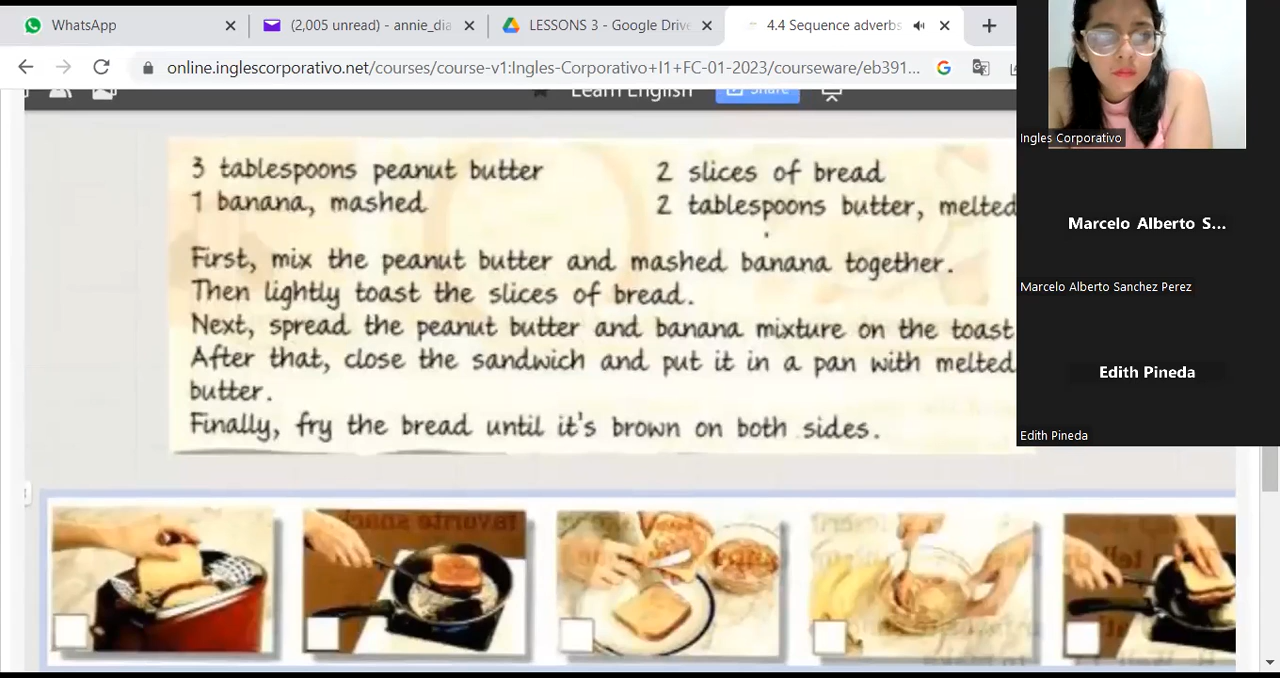 WhatsApp
(2,005 unread) - annie_dia
LESSONS 3 - Google Drive
4.4 Sequence adverbs
online.inglescorporativo.net/courses/course-v1:Ingles-Corporativo+I1+FC-01-2023/courseware/eb391...
Learn English
Share
3 tablespoons peanut butter
2 slices of bread
1 banana, mashed
2 tablespoons butter, melted
First, mix the peanut butter and mashed banana together.
Then lightly toast the slices of bread.
Next, spread the peanut butter and banana mixture on the toast
After that, close the sandwich and put it in a pan with melted
butter.
Finally, fry the bread until it's brown on both sides.
Ingles Corporativo
Marcelo Alberto S...
Marcelo Alberto Sanchez Perez
Edith Pineda
Edith Pineda
favorite snack